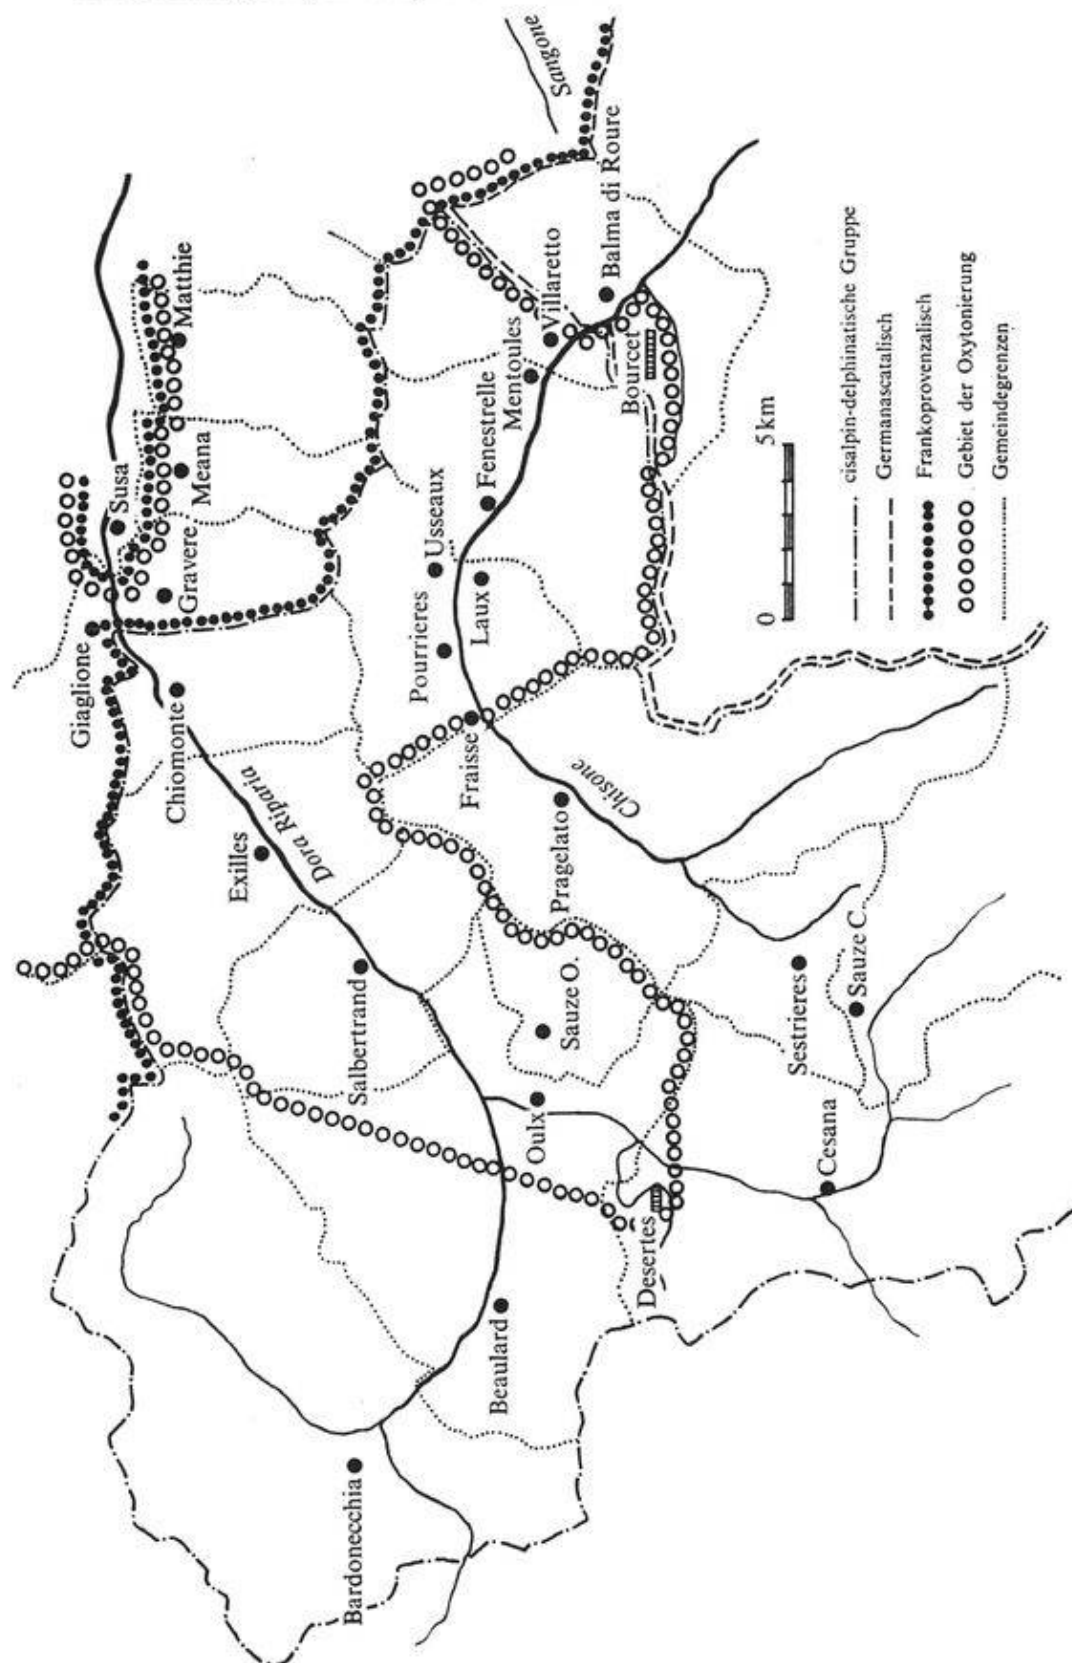 Giaglione
Susa
Gravere
Meana
Matthie
Chiomonte
Exilles
Dora Riparia
Salbertrand
Bardonecchia
Beaulard
Oulx
Sauze O.
Desertes
Cesana
Sestrieres
Sauze C.
Pragelato
Chisone
Fraisse
Pourrieres
Laux
Usseaux
Fenestrelle
Mentoules
Villaretto
Bourcet
Balma di Roure
Sangone
0 5 km
cisalpin-delphinatische Gruppe
Germanascatalisch
Frankoprovenzalisch
Gebiet der Oxytonierung
Gemeindegrenzen